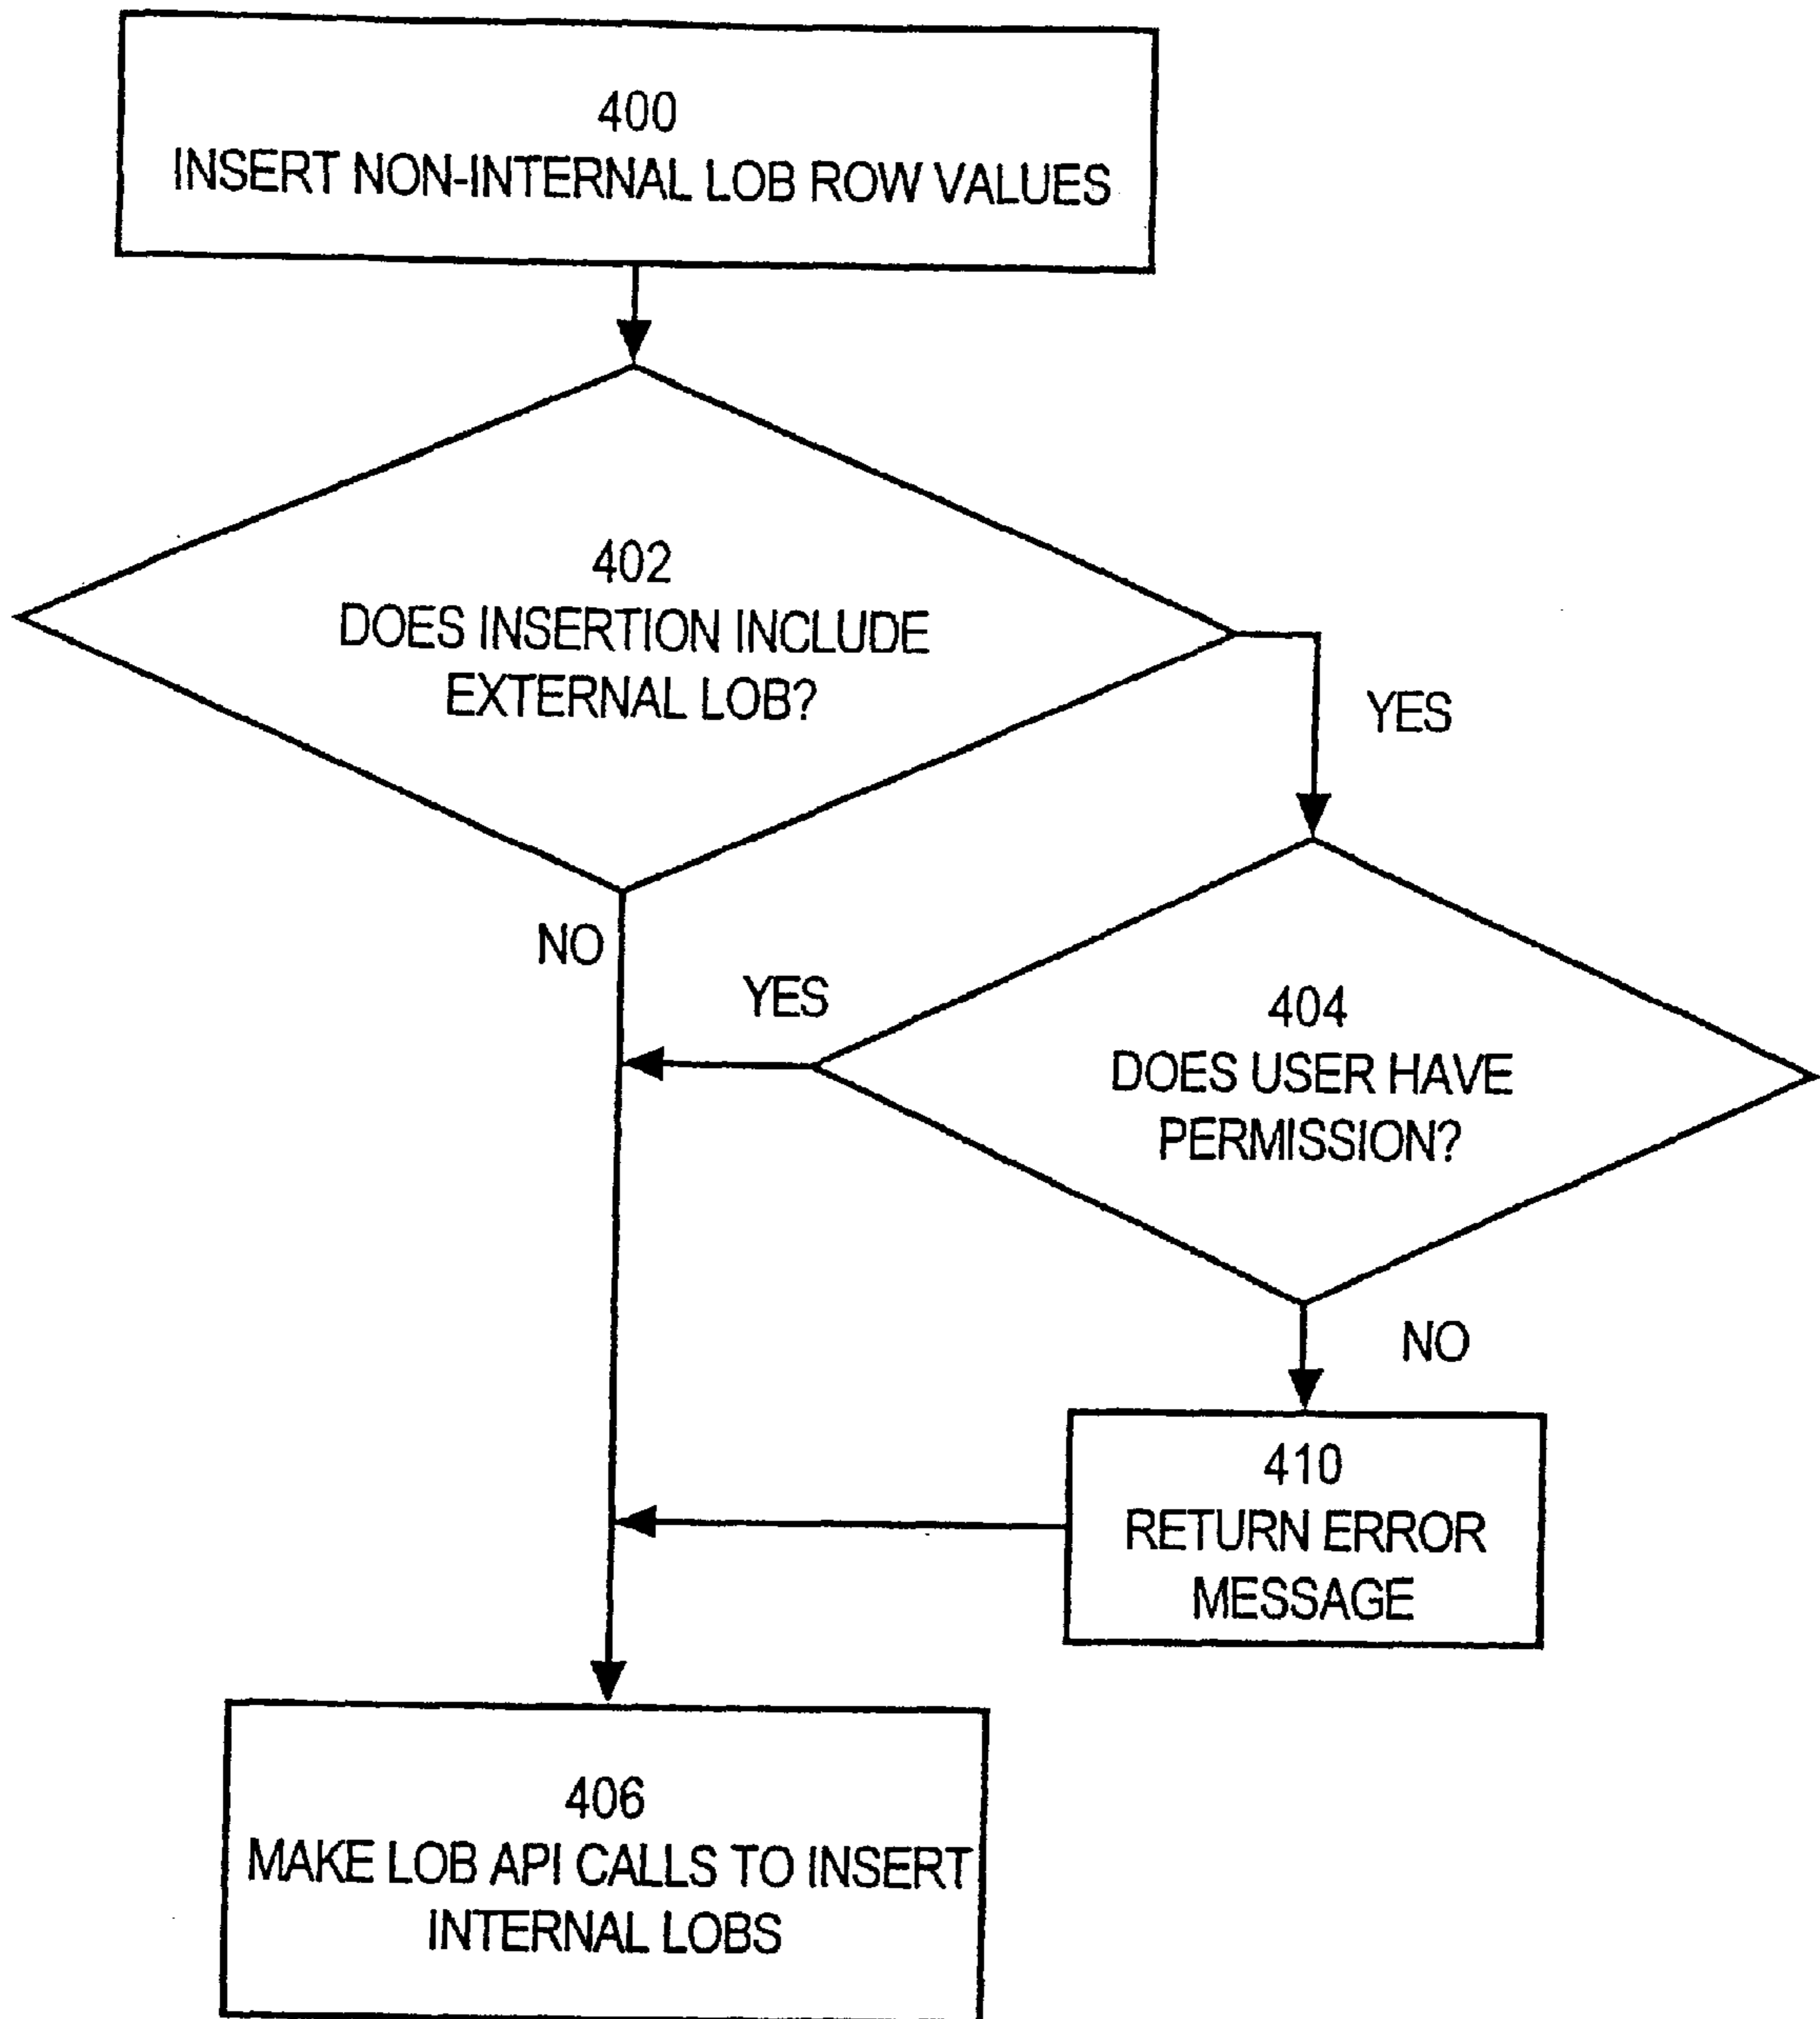 400
INSERT NON-INTERNAL LOB ROW VALUES
402
DOES INSERTION INCLUDE
EXTERNAL LOB?
YES
NO
YES
404
DOES USER HAVE
PERMISSION?
NO
410
RETURN ERROR
MESSAGE
406
MAKE LOB API CALLS TO INSERT
INTERNAL LOBS